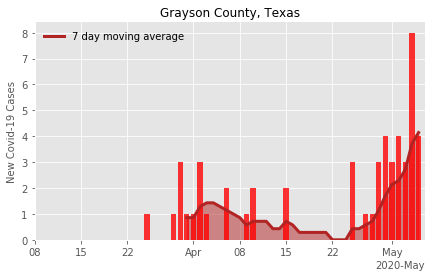 Grayson County, Texas
7 day moving average
New Covid-19 Cases
8
7
6
5
4
3
2
1
0
08 15 22 Apr 08 15 22 May
2020-May